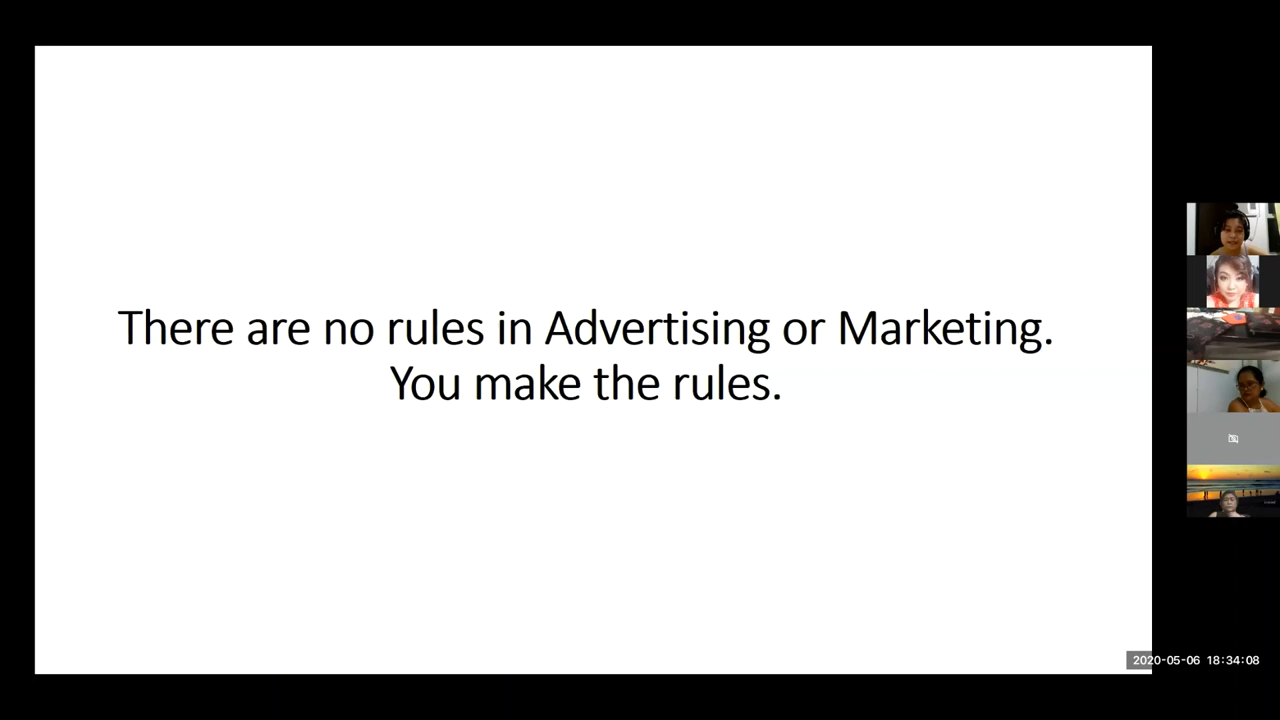 There are no rules in Advertising or Marketing.
You make the rules.
2020-05-06 18:34:08